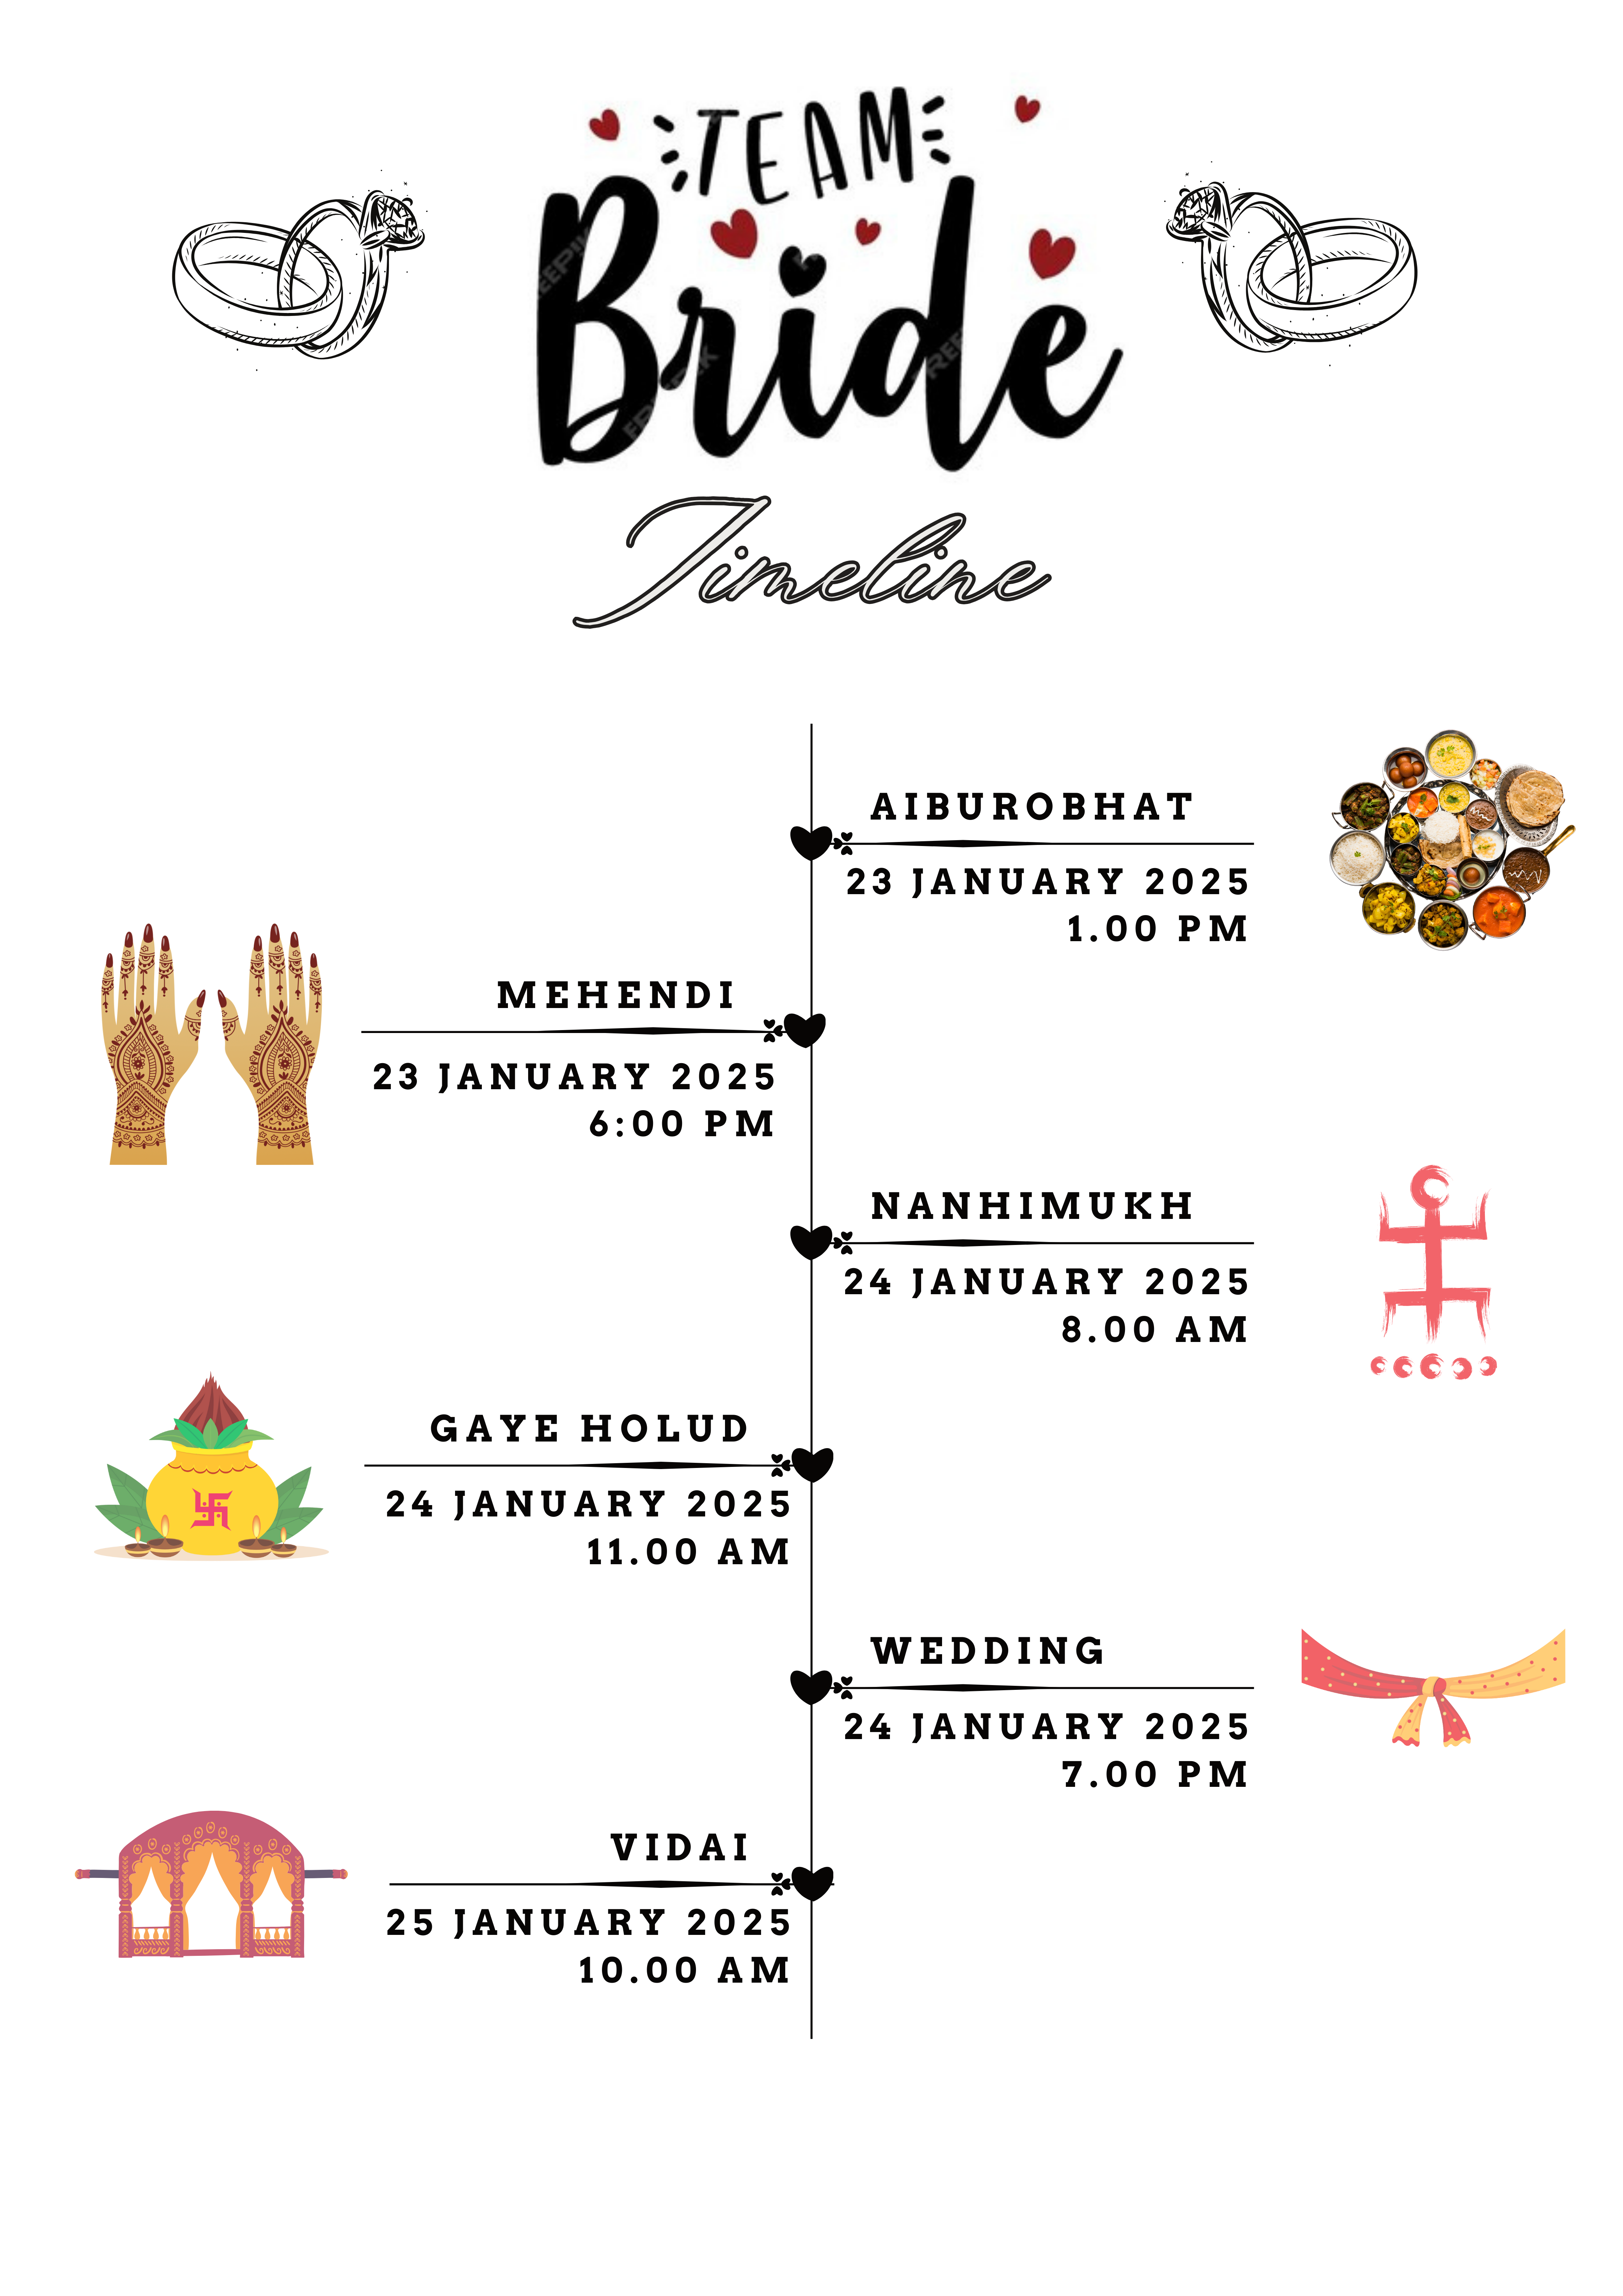 TEAM
Bride
Timeline
AIBUROBHAT
23 JANUARY 2025
1.00 PM
MEHENDI
23 JANUARY 2025
6:00 PM
NANHIMUKH
24 JANUARY 2025
8.00 AM
GAYE HOLUD
24 JANUARY 2025
11.00 AM
WEDDING
24 JANUARY 2025
7.00 PM
VIDAI
25 JANUARY 2025
10.00 AM